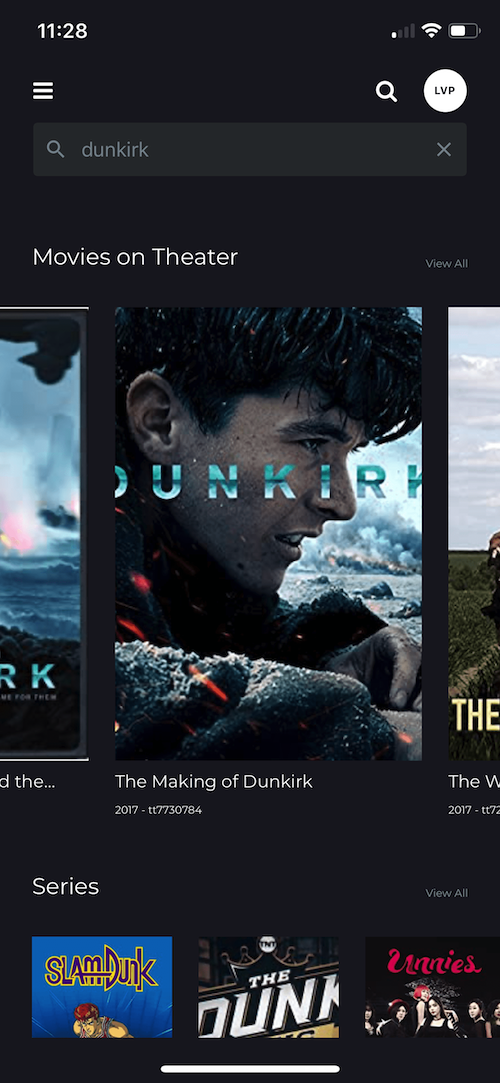 11:28
LVP
dunkirk
Movies on Theater
View All
RK
ME FOR THEM
DUNKIRK
THE
d the...
The Making of Dunkirk
The W
2017 - tt7730784
2017 - tt72
Series
View All
SLAM DUNK
TNT
THE
DUNK
Unnies